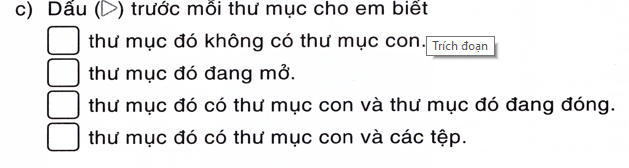 c) Dấu (▷) trước mỗi thư mục cho em biết
thư mục đó không có thư mục con.
Trích đoạn
thư mục đó đang mở.
thư mục đó có thư mục con và thư mục đó đang đóng.
thư mục đó có thư mục con và các tệp.